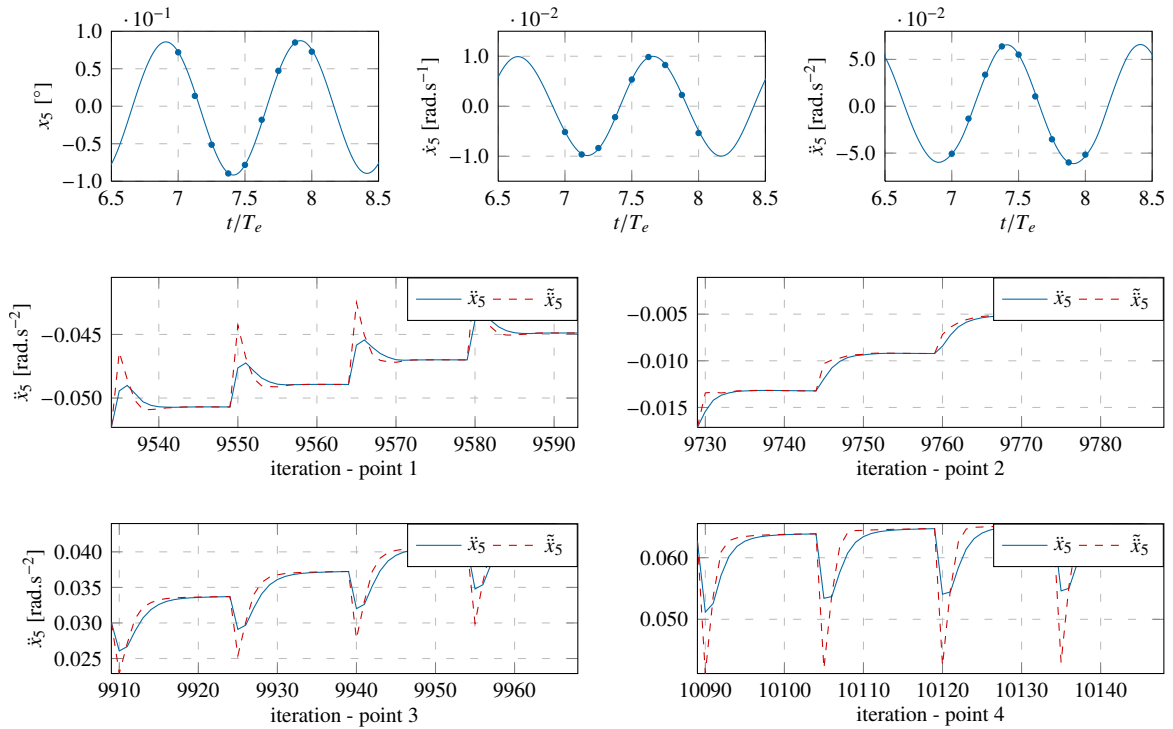 ·10⁻¹ ·10⁻² ·10⁻²
x₅ [°]
1.0
0.5
0.0
−0.5
−1.0
6.5 7 7.5 8 8.5
t/Tₑ
ẋ₅ [rad.s⁻¹]
1.0
0.0
−1.0
6.5 7 7.5 8 8.5
t/Tₑ
ẍ₅ [rad.s⁻²]
5.0
0.0
−5.0
6.5 7 7.5 8 8.5
t/Tₑ
ẍ₅ [rad.s⁻²]
−0.045
−0.050
ẍ₅ ẍ̃₅
9540 9550 9560 9570 9580 9590
iteration - point 1
−0.005
−0.010
−0.015
ẍ₅ ẍ̃₅
9730 9740 9750 9760 9770 9780
iteration - point 2
ẍ₅ [rad.s⁻²]
0.040
0.035
0.030
0.025
ẍ₅ ẍ̃₅
9910 9920 9930 9940 9950 9960
iteration - point 3
0.060
0.050
ẍ₅ ẍ̃₅
10090 10100 10110 10120 10130 10140
iteration - point 4